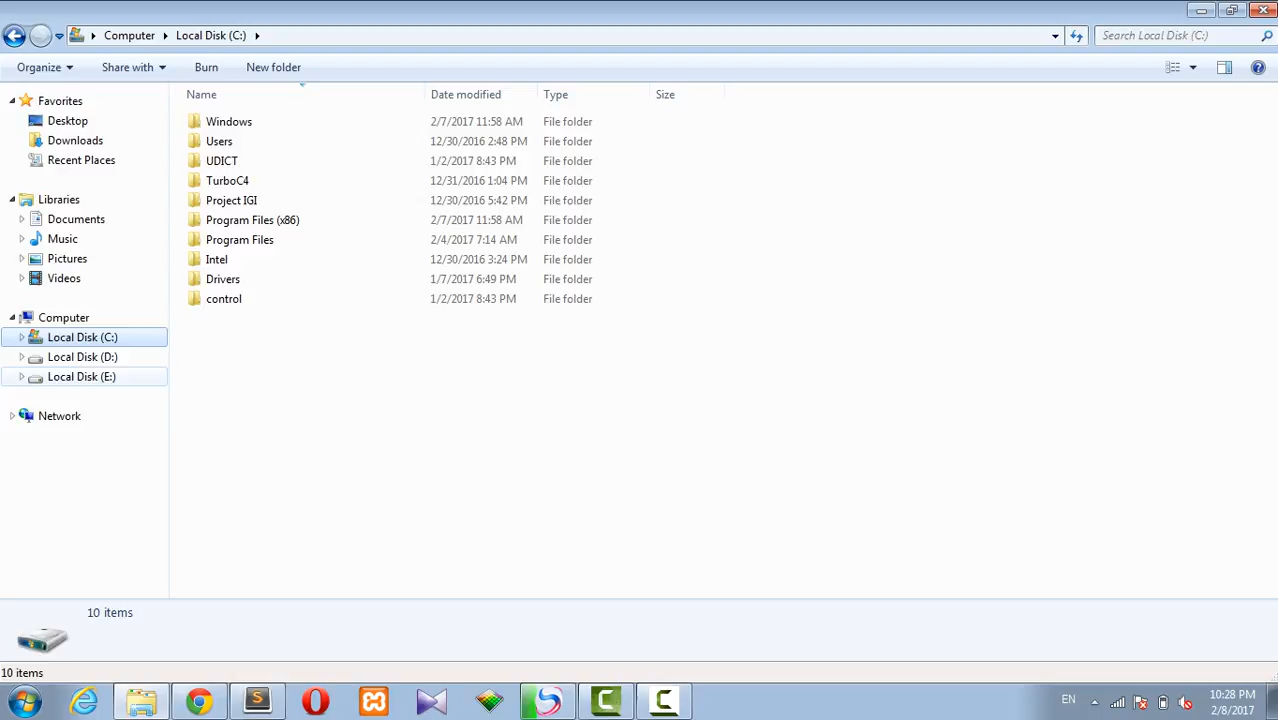 Computer Local Disk (C:) Search Local Disk (C:)
Organize Share with Burn New folder
Name Date modified Type Size
Favorites
Desktop
Downloads
Recent Places
Libraries
Documents
Music
Pictures
Videos
Computer
Local Disk (C:)
Local Disk (D:)
Local Disk (E:)
Network
Windows 2/7/2017 11:58 AM File folder
Users 12/30/2016 2:48 PM File folder
UDICT 1/2/2017 8:43 PM File folder
TurboC4 12/31/2016 1:04 PM File folder
Project IGI 12/30/2016 5:42 PM File folder
Program Files (x86) 2/7/2017 11:58 AM File folder
Program Files 2/4/2017 7:14 AM File folder
Intel 12/30/2016 3:24 PM File folder
Drivers 1/7/2017 6:49 PM File folder
control 1/2/2017 8:43 PM File folder
10 items
10 items
EN 10:28 PM
2/8/2017